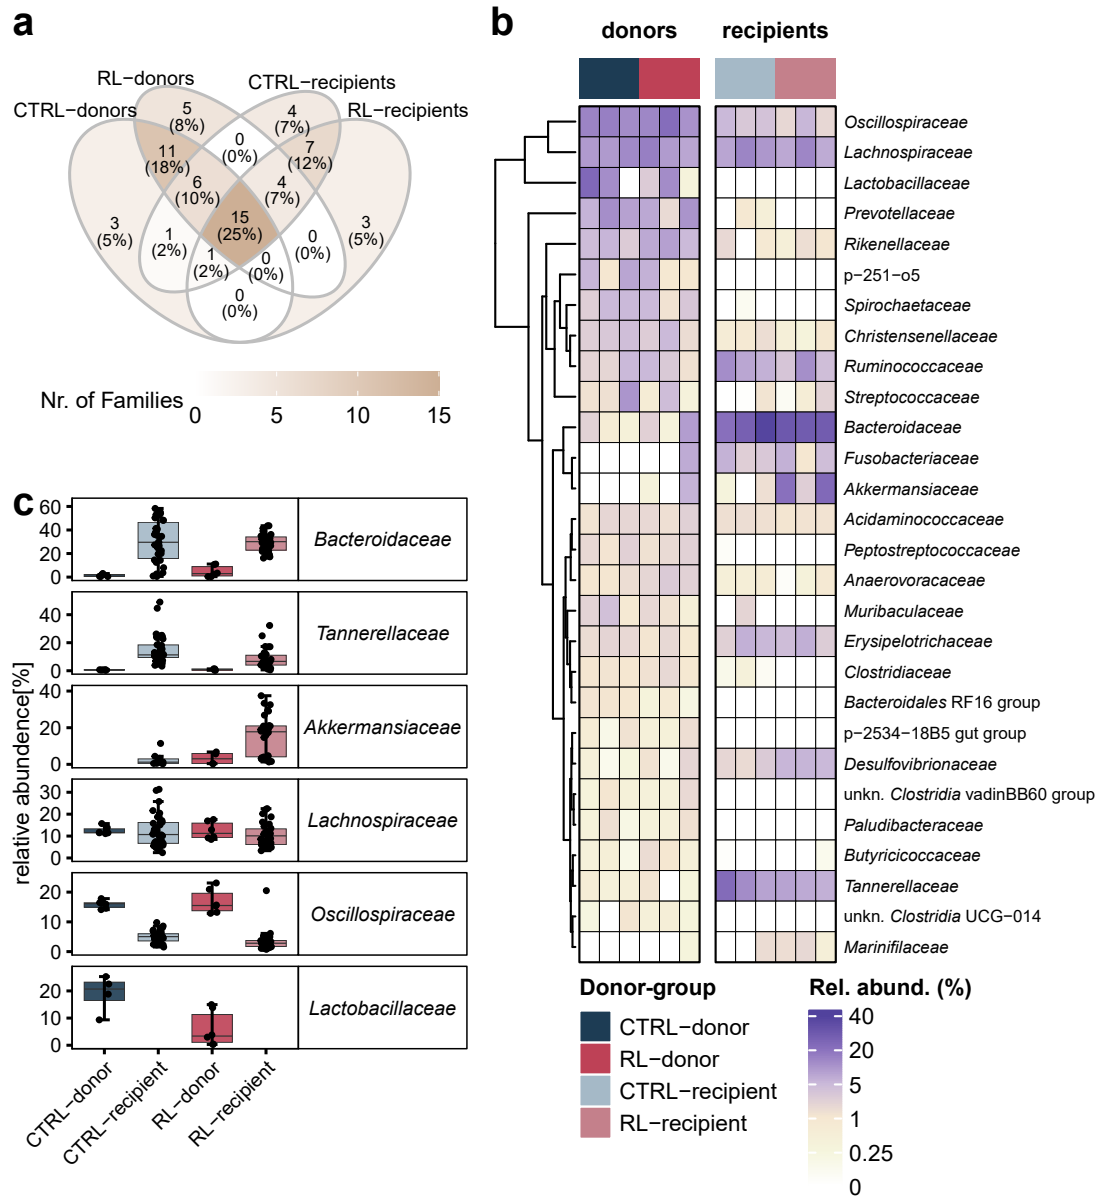 a
RL−donors
CTRL−recipients
CTRL−donors
RL−recipients
5
(8%)
4
(7%)
0
(0%)
11
(18%)
7
(12%)
6
(10%)
4
(7%)
15
(25%)
3
(5%)
3
(5%)
1
(2%)
0
(0%)
1
(2%)
0
(0%)
0
(0%)
Nr. of Families
0 5 10 15
b
donors recipients
Oscillospiraceae
Lachnospiraceae
Lactobacillaceae
Prevotellaceae
Rikenellaceae
p−251−o5
Spirochaetaceae
Christensenellaceae
Ruminococcaceae
Streptococcaceae
Bacteroidaceae
Fusobacteriaceae
Akkermansiaceae
Acidaminococcaceae
Peptostreptococcaceae
Anaerovoracaceae
Muribaculaceae
Erysipelotrichaceae
Clostridiaceae
Bacteroidales RF16 group
p−2534−18B5 gut group
Desulfovibrionaceae
unkn. Clostridia vadinBB60 group
Paludibacteraceae
Butyricicoccaceae
Tannerellaceae
unkn. Clostridia UCG−014
Marinifilaceae
Donor−group
CTRL−donor
RL−donor
CTRL−recipient
RL−recipient
Rel. abund. (%)
40
20
5
1
0.25
0
c
relative abundence[%]
60
40
20
0
Bacteroidaceae
40
20
0
Tannerellaceae
40
20
0
Akkermansiaceae
30
20
10
0
Lachnospiraceae
20
10
0
Oscillospiraceae
20
10
0
Lactobacillaceae
CTRL−donor
CTRL−recipient
RL−donor
RL−recipient